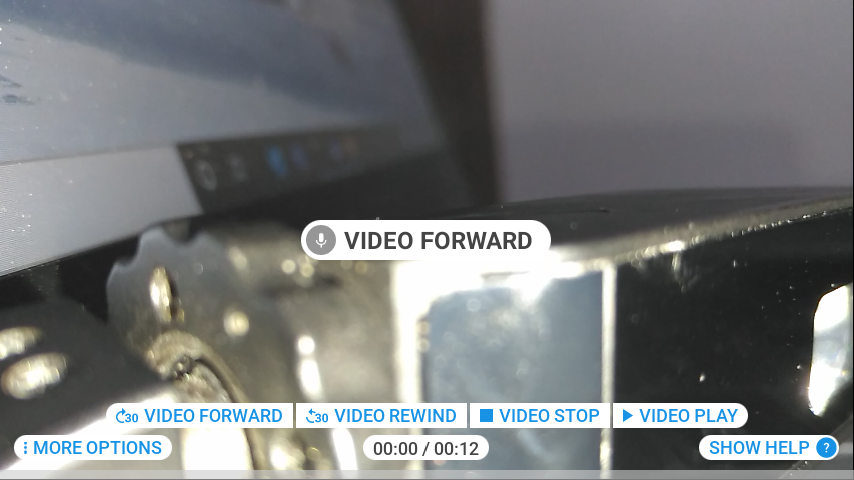 VIDEO FORWARD
30 VIDEO FORWARD
30 VIDEO REWIND
VIDEO STOP
VIDEO PLAY
MORE OPTIONS
00:00 / 00:12
SHOW HELP ?